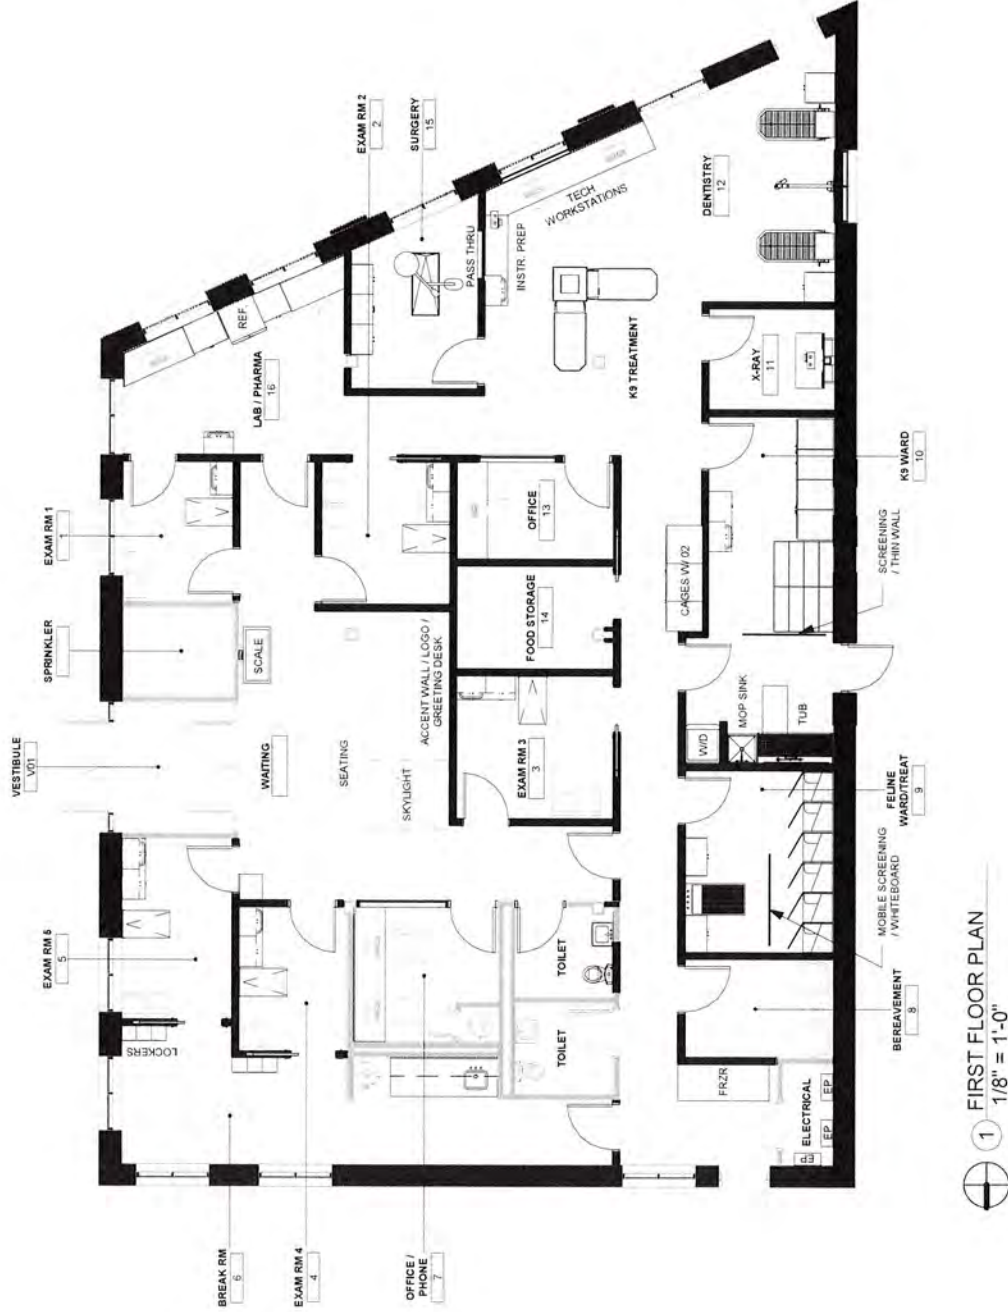 VESTIBULE
V01
SPRINKLER
EXAM RM 1
1
EXAM RM 2
2
SURGERY
15
EXAM RM 5
5
LOCKERS
SCALE
REF.
LAB / PHARMA
16
WAITING
SEATING
SKYLIGHT
ACCENT WALL / LOGO /
GREETING DESK
PASS THRU
INSTR. PREP
TECH
WORKSTATIONS
BREAK RM
6
EXAM RM 4
4
OFFICE /
PHONE
7
TOILET
TOILET
EXAM RM 3
3
FOOD STORAGE
14
OFFICE
13
K9 TREATMENT
DENTISTRY
12
FRZR
W/D
MOP SINK
TUB
CAGES W/ 02
X-RAY
11
ELECTRICAL
EP
EP
EP
BEREAVEMENT
8
MOBILE SCREENING
/ WHITEBOARD
FELINE
WARD/TREAT
9
SCREENING
/ THIN WALL
K9 WARD
10
1
FIRST FLOOR PLAN
1/8" = 1'-0"